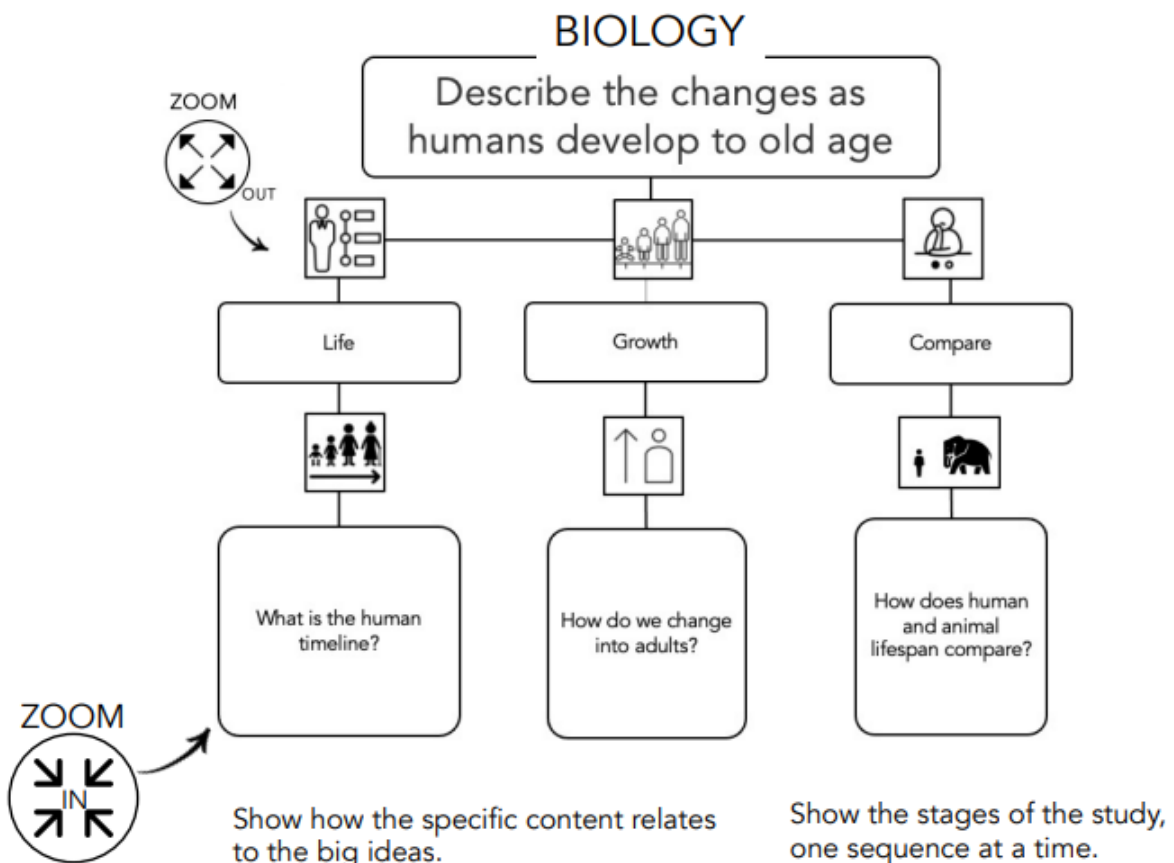 BIOLOGY
Describe the changes as
humans develop to old age
ZOOM
OUT
Life
Growth
Compare
What is the human
timeline?
How do we change
into adults?
How does human
and animal
lifespan compare?
ZOOM
IN
Show how the specific content relates
to the big ideas.
Show the stages of the study,
one sequence at a time.